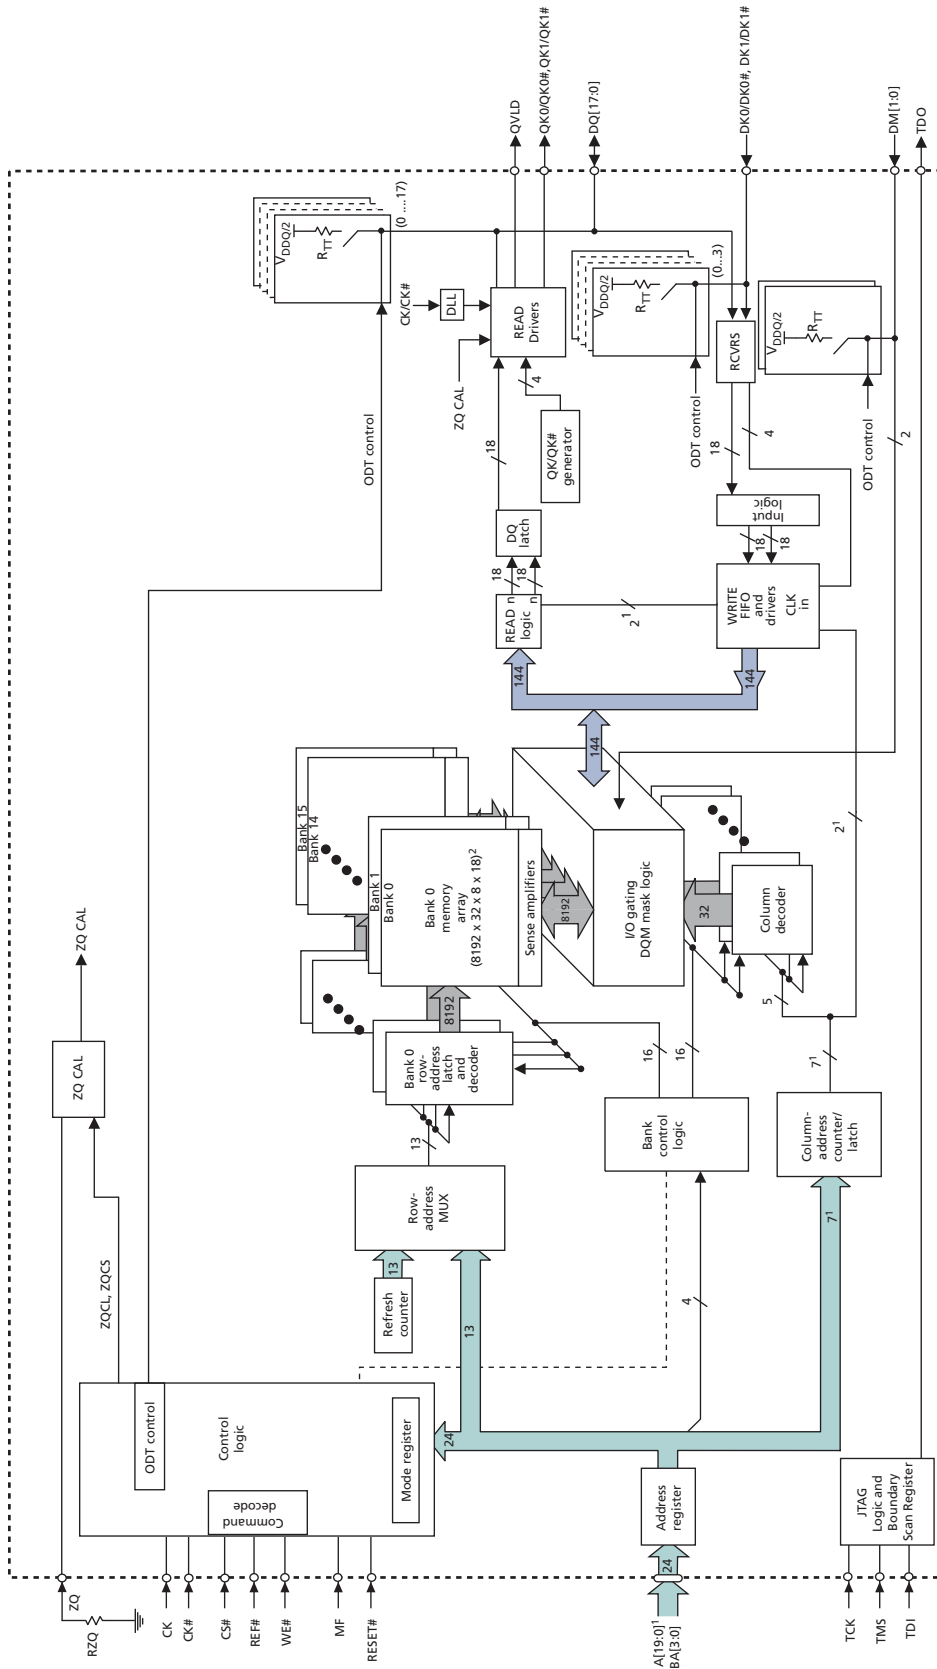 ZQ
RZQ
CK
CK#
CS#
REF#
WE#
MF
RESET#
A[19:0]¹
BA[3:0]
24
TCK
TMS
TDI
ODT control
Control
logic
Command
decode
Mode register
24
Address
register
JTAG
Logic and
Boundary
Scan Register
ZQCL, ZQCS
ZQ CAL
ZQ CAL
Refresh
counter
13
13
4
7¹
Row-
address
MUX
13
Bank
control
logic
16
16
Column-
address
counter/
latch
7¹
5
2¹
Bank 0
row-
address
latch
and
decoder
8192
Bank 15
Bank 14
Bank 1
Bank 0
Bank 0
memory
array
(8192 x 32 x 8 x 18)²
Sense amplifiers
8192
I/O gating
DQM mask logic
32
Column
decoder
144
144
144
READ
logic
n
n
18
18
DQ
latch
18
2¹
WRITE
FIFO
and
drivers
CLK
in
18
18
Input
logic
18
4
RCVRS
QK/QK#
generator
4
ZQ CAL
READ
Drivers
DLL
CK/CK#
ODT control
VDDQ/2
RTT
(0 ....17)
ODT control
VDDQ/2
RTT
(0...3)
ODT control
VDDQ/2
RTT
2
QVLD
QK0/QK0#, QK1/QK1#
DQ[17:0]
DK0/DK0#, DK1/DK1#
DM[1:0]
TDO